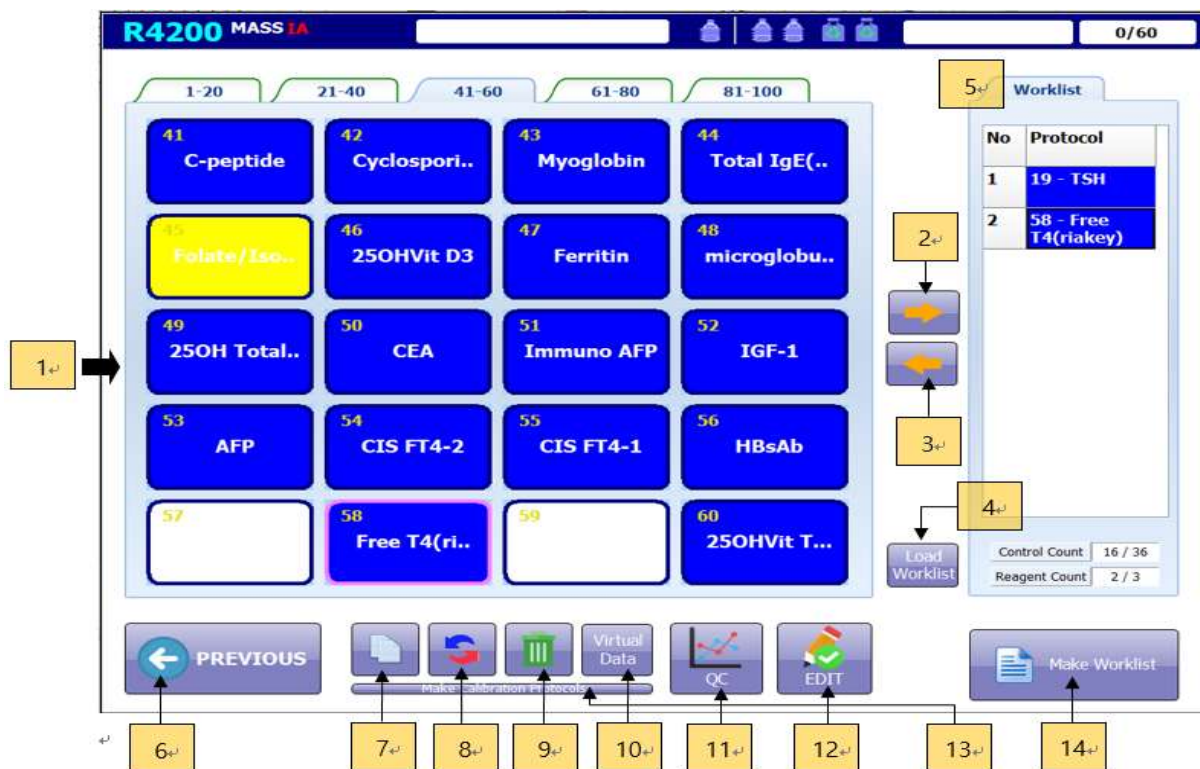 R4200 MASS IA
0/60
1-20
21-40
41-60
61-80
81-100
5
Worklist
41
C-peptide
42
Cyclospori..
43
Myoglobin
44
Total IgE(..
No Protocol
1 19 - TSH
2 58 - Free
T4(riakey)
45
Folate/Iso..
46
25OHVit D3
47
Ferritin
48
microglobu..
2
49
25OH Total..
50
CEA
51
Immuno AFP
52
IGF-1
1
3
53
AFP
54
CIS FT4-2
55
CIS FT4-1
56
HBsAb
4
57
58
Free T4(ri..
59
60
25OHVit T...
Load
Worklist
Control Count 16 / 36
Reagent Count 2 / 3
PREVIOUS
Virtual
Data
Make Calibration Protocols
QC
EDIT
Make Worklist
6
7
8
9
10
11
12
13
14